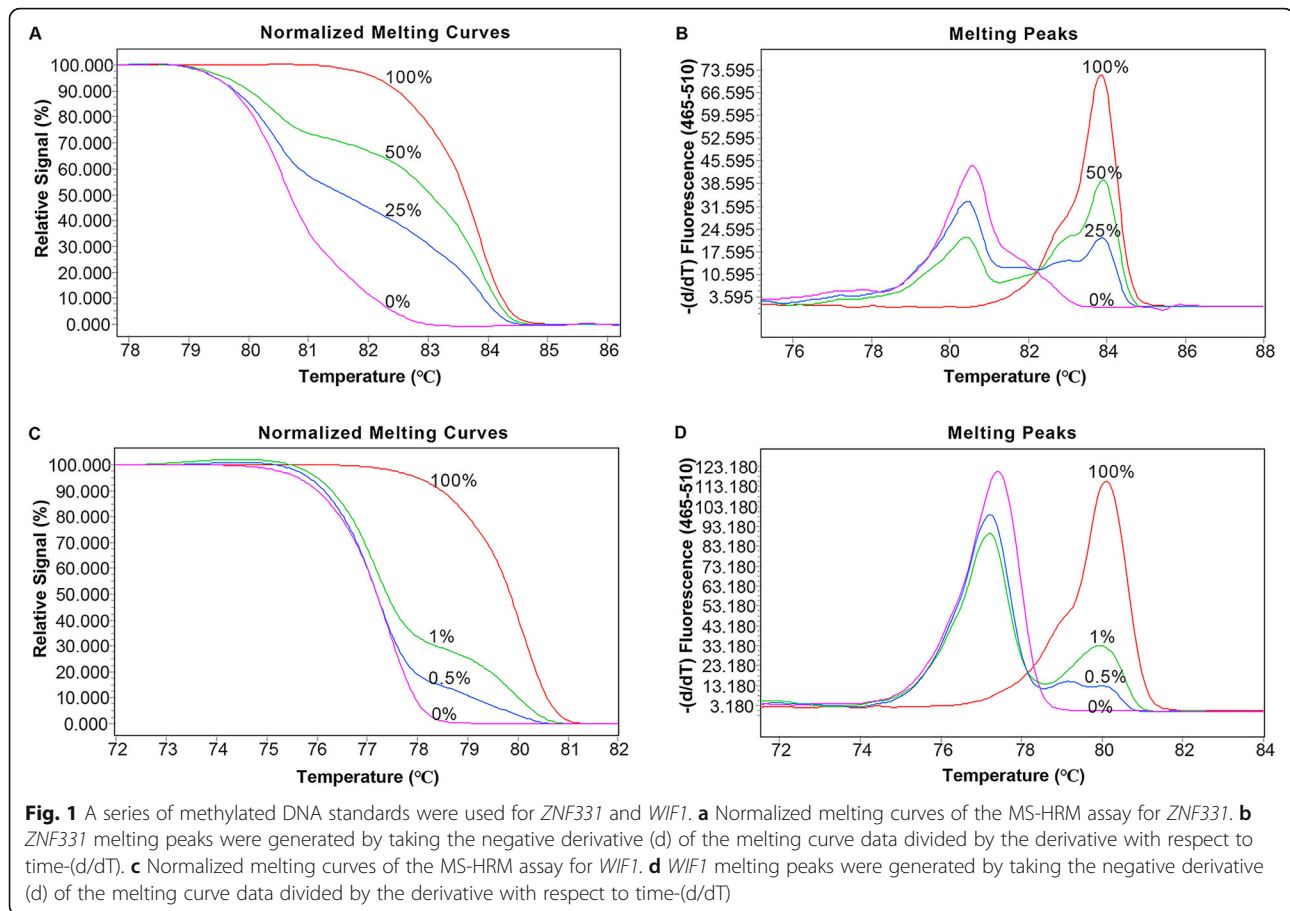 A
Normalized Melting Curves
Relative Signal (%)
100.000
90.000
80.000
70.000
60.000
50.000
40.000
30.000
20.000
10.000
0.000
100%
50%
25%
0%
78 79 80 81 82 83 84 85 86
Temperature (°C)
B
Melting Peaks
-(d/dT) Fluorescence (465-510)
73.595
66.595
59.595
52.595
45.595
38.595
31.595
24.595
17.595
10.595
3.595
100%
50%
25%
0%
76 78 80 82 84 86 88
Temperature (°C)
C
Normalized Melting Curves
Relative Signal (%)
100.000
90.000
80.000
70.000
60.000
50.000
40.000
30.000
20.000
10.000
0.000
100%
1%
0.5%
0%
72 73 74 75 76 77 78 79 80 81 82
Temperature (°C)
D
Melting Peaks
-(d/dT) Fluorescence (465-510)
123.180
113.180
103.180
93.180
83.180
73.180
63.180
53.180
43.180
33.180
23.180
13.180
3.180
100%
1%
0.5%
0%
72 74 76 78 80 82 84
Temperature (°C)
Fig. 1 A series of methylated DNA standards were used for ZNF331 and WIF1. a Normalized melting curves of the MS-HRM assay for ZNF331. b
ZNF331 melting peaks were generated by taking the negative derivative (d) of the melting curve data divided by the derivative with respect to
time-(d/dT). c Normalized melting curves of the MS-HRM assay for WIF1. d WIF1 melting peaks were generated by taking the negative derivative
(d) of the melting curve data divided by the derivative with respect to time-(d/dT)